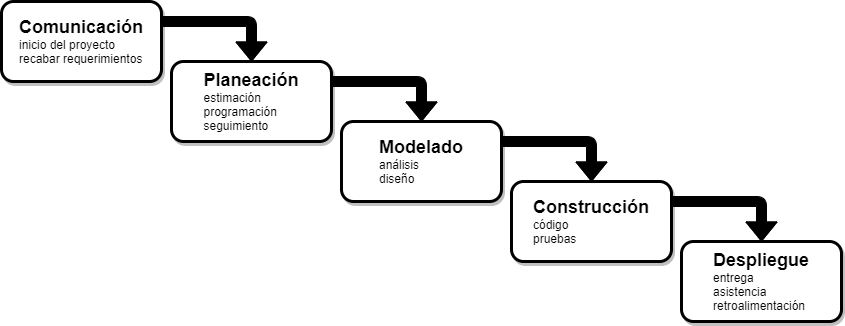 Comunicación
inicio del proyecto
recabar requerimientos
Planeación
estimación
programación
seguimiento
Modelado
análisis
diseño
Construcción
código
pruebas
Despliegue
entrega
asistencia
retroalimentación